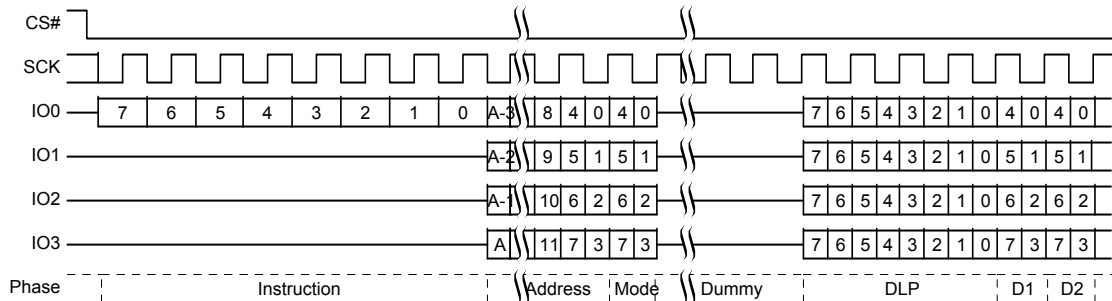 CS#
SCK
IO0 7 6 5 4 3 2 1 0 A-3 8 4 0 4 0 7 6 5 4 3 2 1 0 4 0 4 0
IO1 A-2 9 5 1 5 1 7 6 5 4 3 2 1 0 5 1 5 1
IO2 A-1 10 6 2 6 2 7 6 5 4 3 2 1 0 6 2 6 2
IO3 A 11 7 3 7 3 7 6 5 4 3 2 1 0 7 3 7 3
Phase Instruction Address Mode Dummy DLP D1 D2